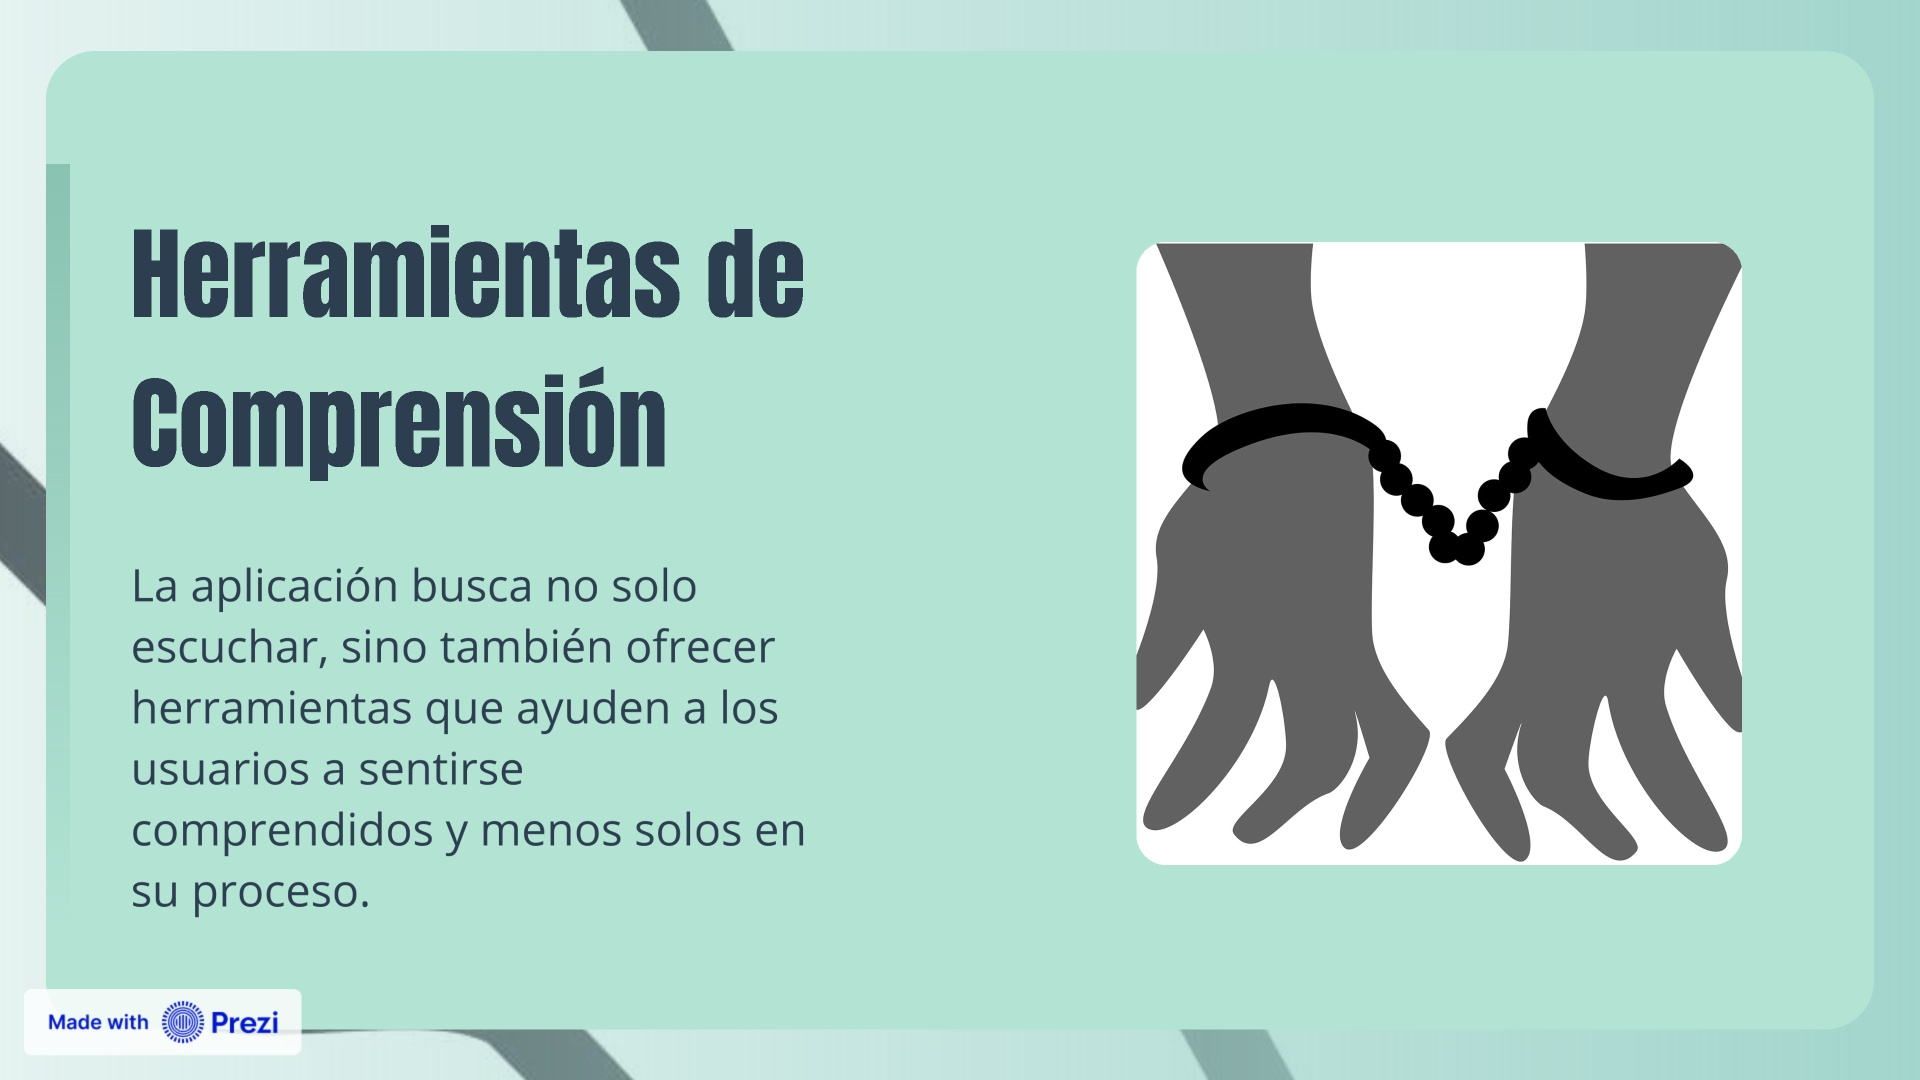 Herramientas de
Comprensión
La aplicación busca no solo
escuchar, sino también ofrecer
herramientas que ayuden a los
usuarios a sentirse
comprendidos y menos solos en
su proceso.
Made with Prezi